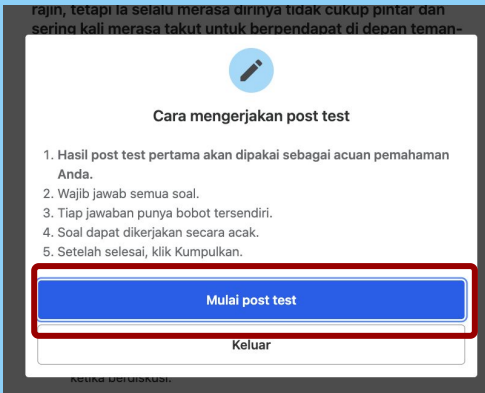 rajin, tetapi ia selalu merasa dirinya tidak cukup pintar dan
sering kali merasa takut untuk berpendapat di depan teman-
Cara mengerjakan post test
1. Hasil post test pertama akan dipakai sebagai acuan pemahaman
Anda.
2. Wajib jawab semua soal.
3. Tiap jawaban punya bobot tersendiri.
4. Soal dapat dikerjakan secara acak.
5. Setelah selesai, klik Kumpulkan.
Mulai post test
Keluar
ketika berdiskusi.